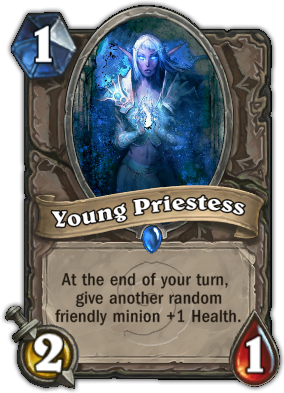 1
Young Priestess
At the end of your turn,
give another random
friendly minion +1 Health.
2 1